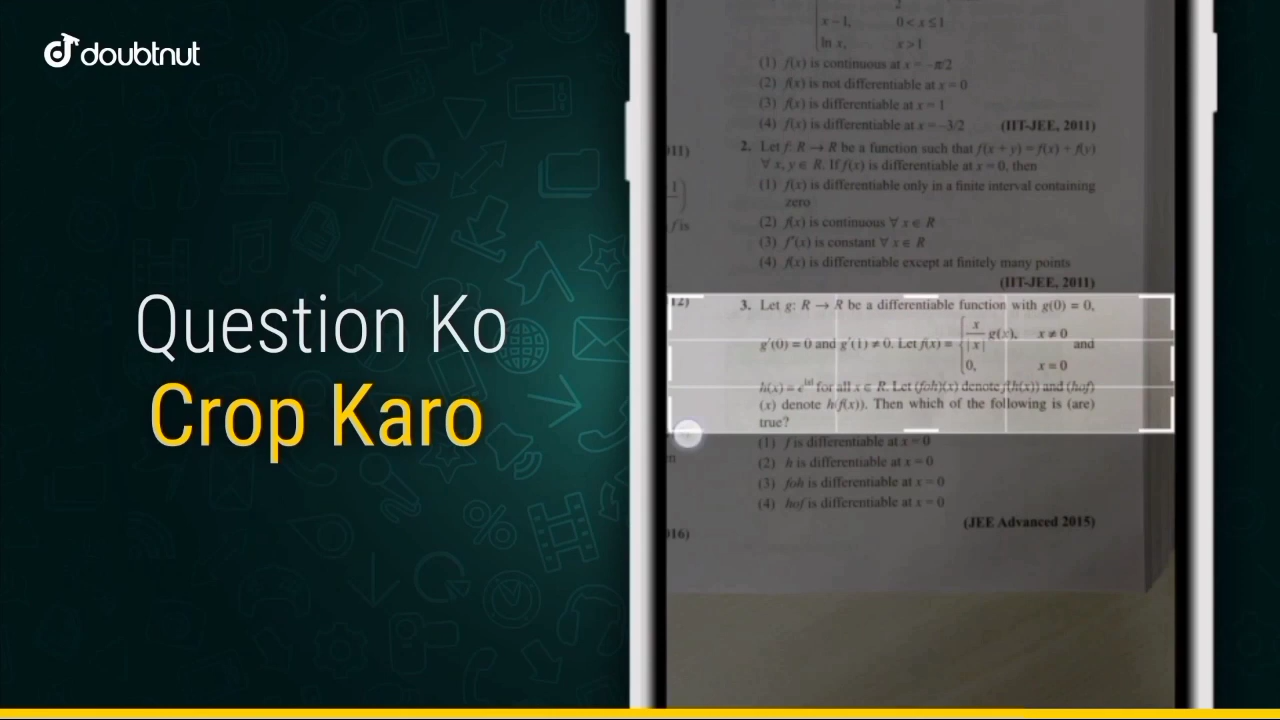 doubtnut
Question Ko
Crop Karo
2
x – 1, 0 < x ≤ 1
ln x, x > 1
(1) f(x) is continuous at x = –π/2
(2) f(x) is not differentiable at x = 0
(3) f(x) is differentiable at x = 1
(4) f(x) is differentiable at x = –3/2 (IIT-JEE, 2011)
2. Let f: R → R be a function such that f(x + y) = f(x) + f(y)
∀ x, y ∈ R. If f(x) is differentiable at x = 0, then
(1) f(x) is differentiable only in a finite interval containing
zero
(2) f(x) is continuous ∀ x ∈ R
(3) f′(x) is constant ∀ x ∈ R
(4) f(x) is differentiable except at finitely many points
(IIT-JEE, 2011)
3. Let g: R → R be a differentiable function with g(0) = 0,
g′(0) = 0 and g′(1) ≠ 0. Let f(x) = { x/|x| g(x), x ≠ 0 and
0, x = 0
h(x) = e^|x| for all x ∈ R. Let (foh)(x) denote f(h(x)) and (hof)
(x) denote h(f(x)). Then which of the following is (are)
true?
(1) f is differentiable at x = 0
(2) h is differentiable at x = 0
(3) foh is differentiable at x = 0
(4) hof is differentiable at x = 0
(JEE Advanced 2015)
011)
f is
12)
016)